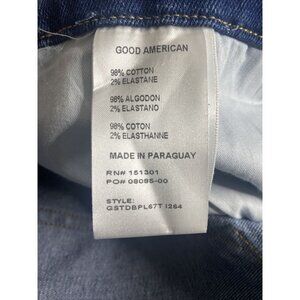 GOOD AMERICAN
98% COTTON
2% ELASTANE
98% ALGODON
2% ELASTANO
98% COTON
2% ELASTHANNE
MADE IN PARAGUAY
RN# 151301
PO# 08095-00
STYLE:
GSTDBPL67T I264